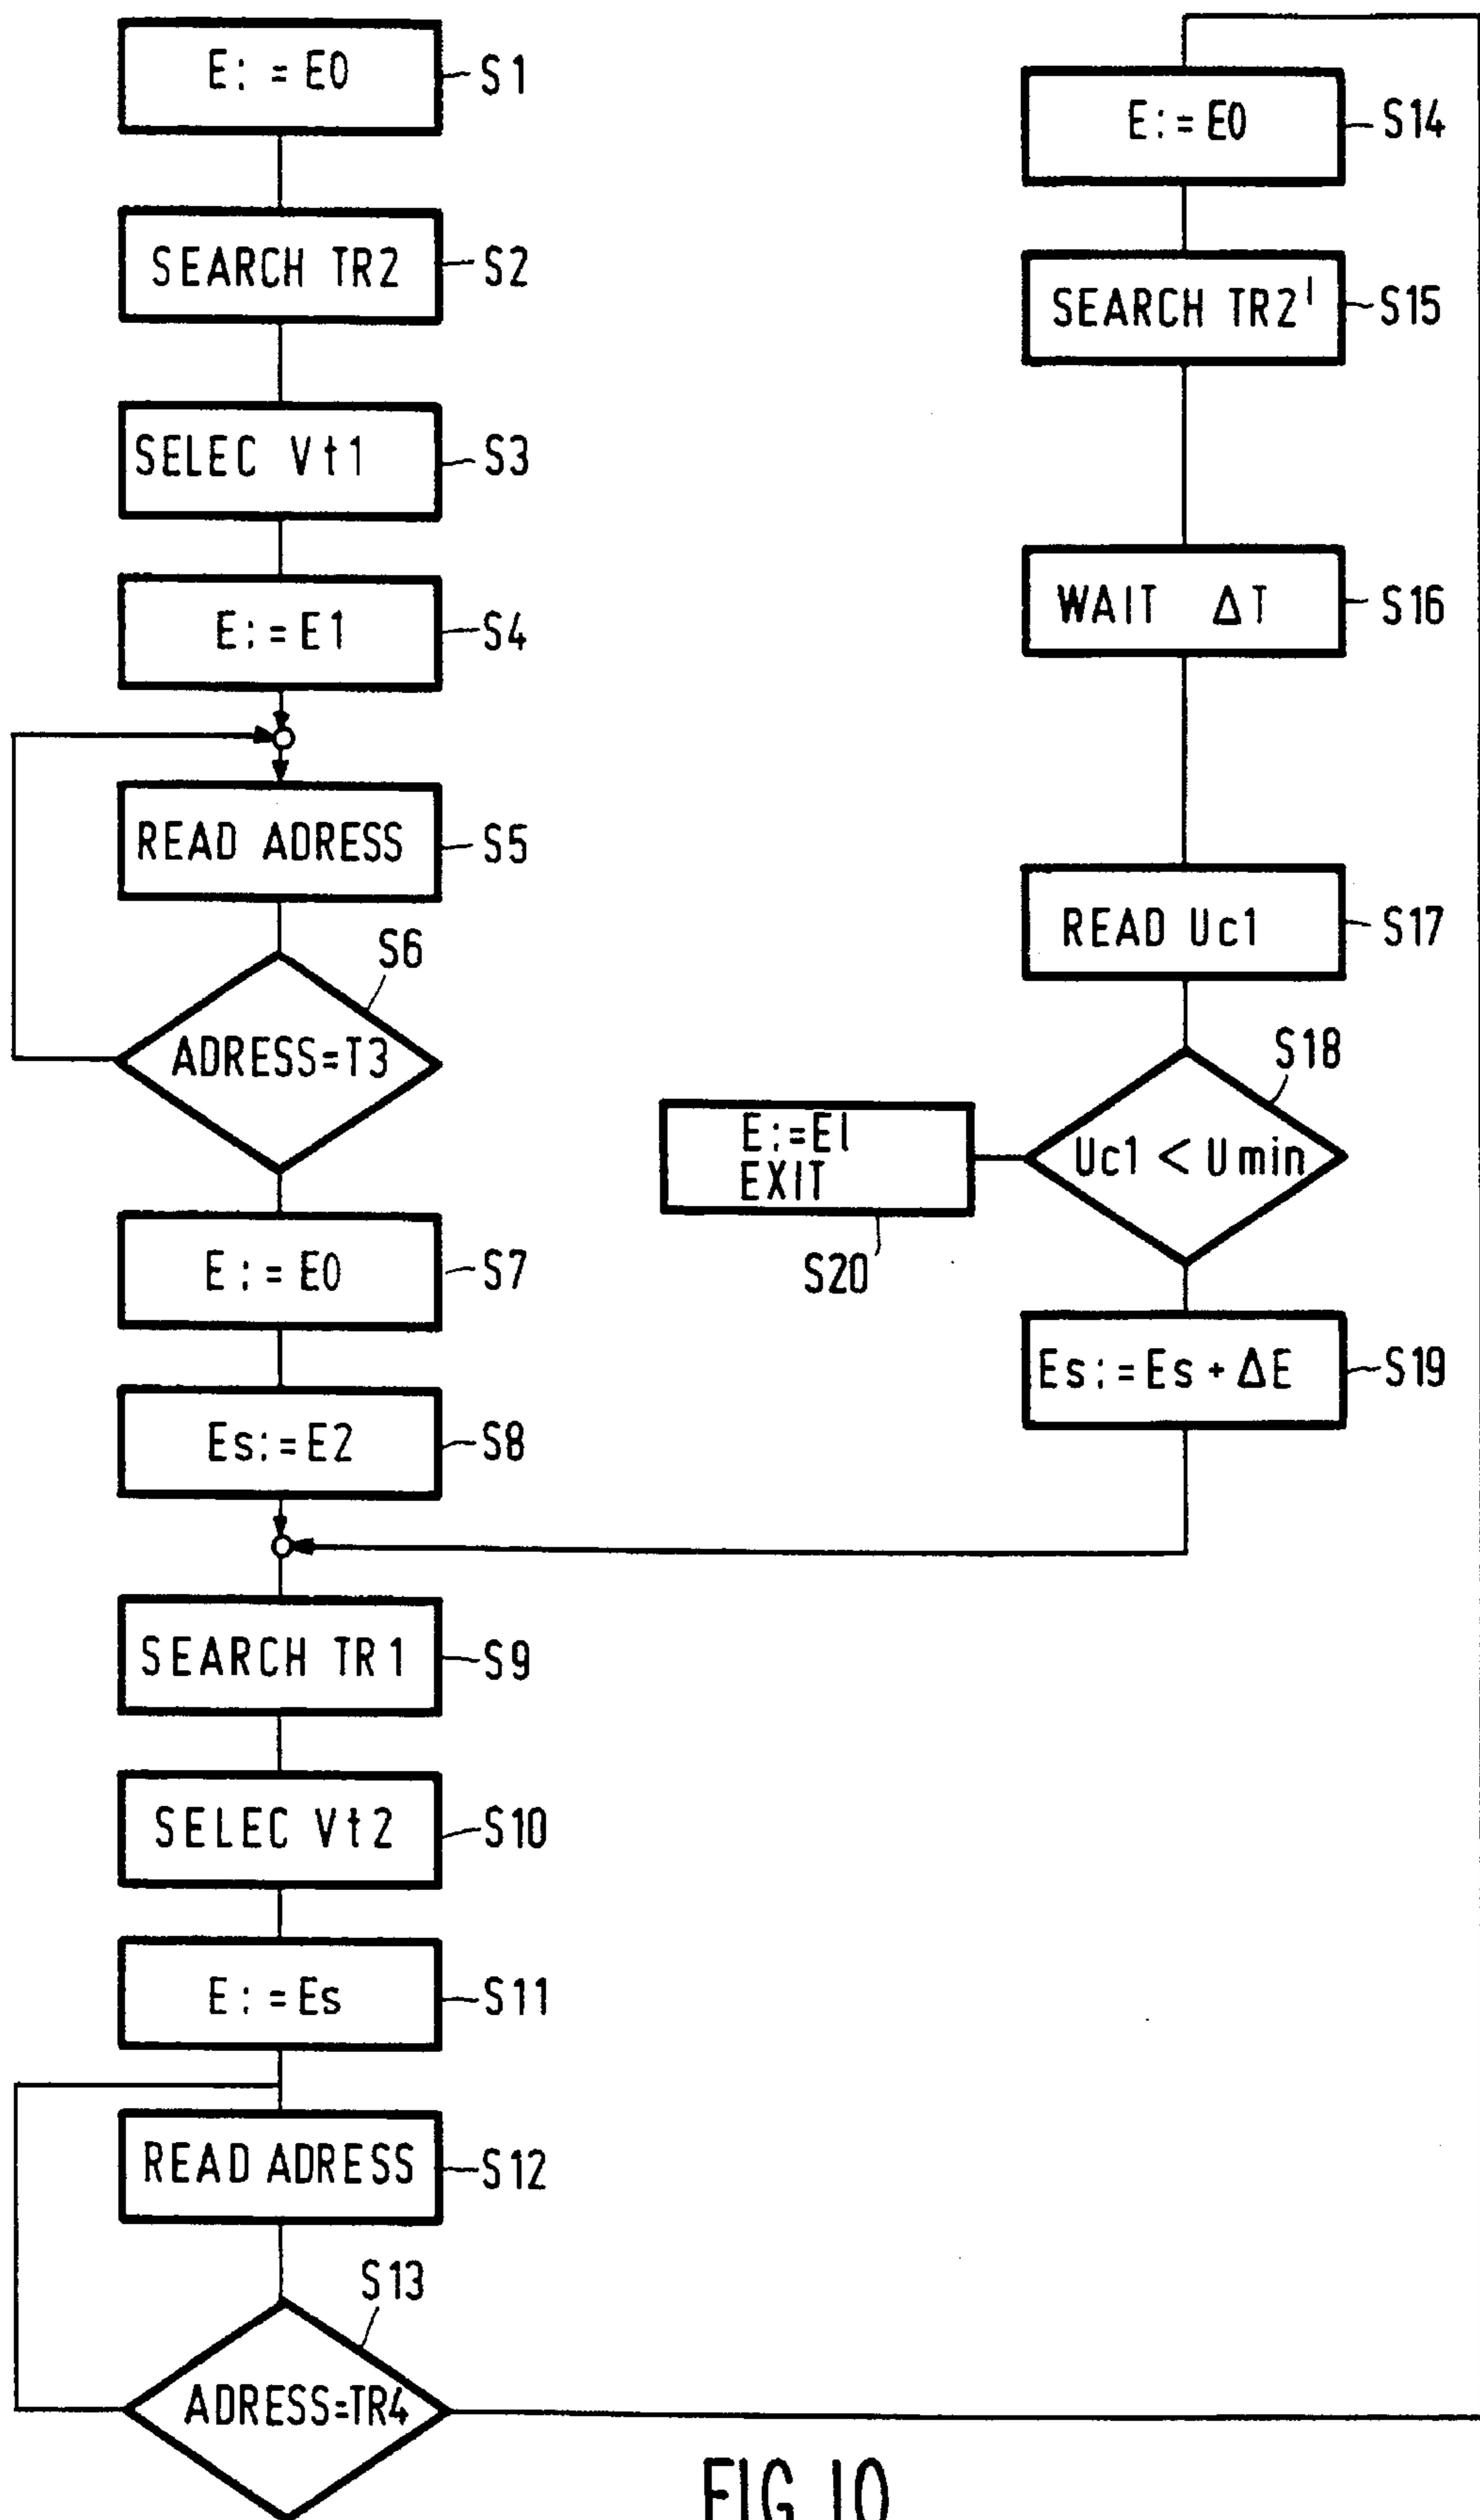 E:=E0
S1
SEARCH TR2
S2
SELEC Vt1
S3
E:=E1
S4
READ ADRESS
S5
S6
ADRESS=T3
E:=E0
S7
Es:=E2
S8
SEARCH TR1
S9
SELEC Vt2
S10
E:=Es
S11
READ ADRESS
S12
S13
ADRESS=TR4
E:=E0
S14
SEARCH TR2'
S15
WAIT ΔT
S16
READ Uc1
S17
S18
Uc1 < Umin
E:=El
EXIT
S20
Es:=Es+ΔE
S19
FIG.10